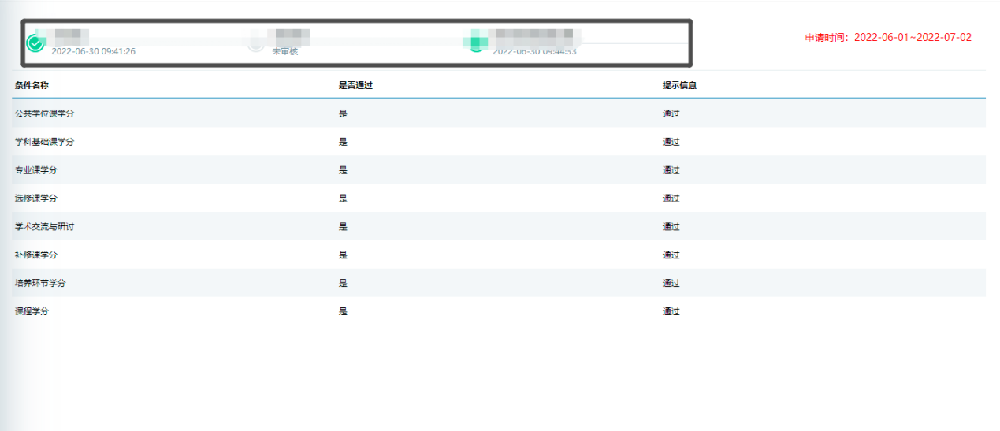 申请时间：2022-06-01~2022-07-02
2022-06-30 09:41:26 未审核 2022-06-30 09:44:33
条件名称 是否通过 提示信息
公共学位课学分 是 通过
学科基础课学分 是 通过
专业课学分 是 通过
选修课学分 是 通过
学术交流与研讨 是 通过
补修课学分 是 通过
培养环节学分 是 通过
课程学分 是 通过